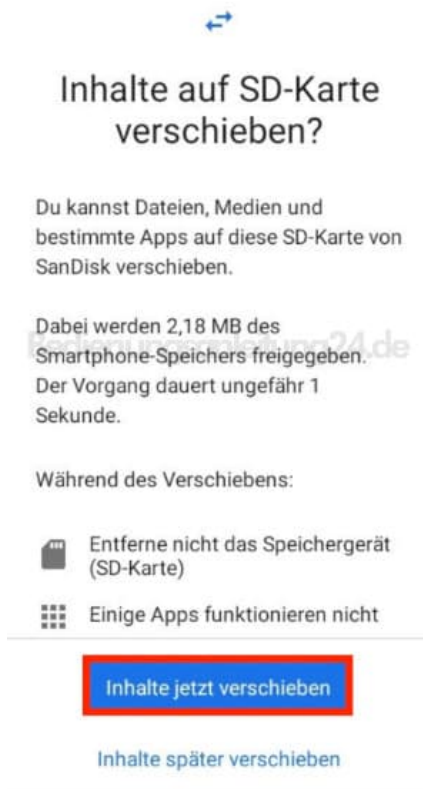 Inhalte auf SD-Karte
verschieben?
Du kannst Dateien, Medien und
bestimmte Apps auf diese SD-Karte von
SanDisk verschieben.
Dabei werden 2,18 MB des
Bedienungsanleitung24.de
Smartphone-Speichers freigegeben.
Der Vorgang dauert ungefähr 1
Sekunde.
Während des Verschiebens:
Entferne nicht das Speichergerät
(SD-Karte)
Einige Apps funktionieren nicht
Inhalte jetzt verschieben
Inhalte später verschieben